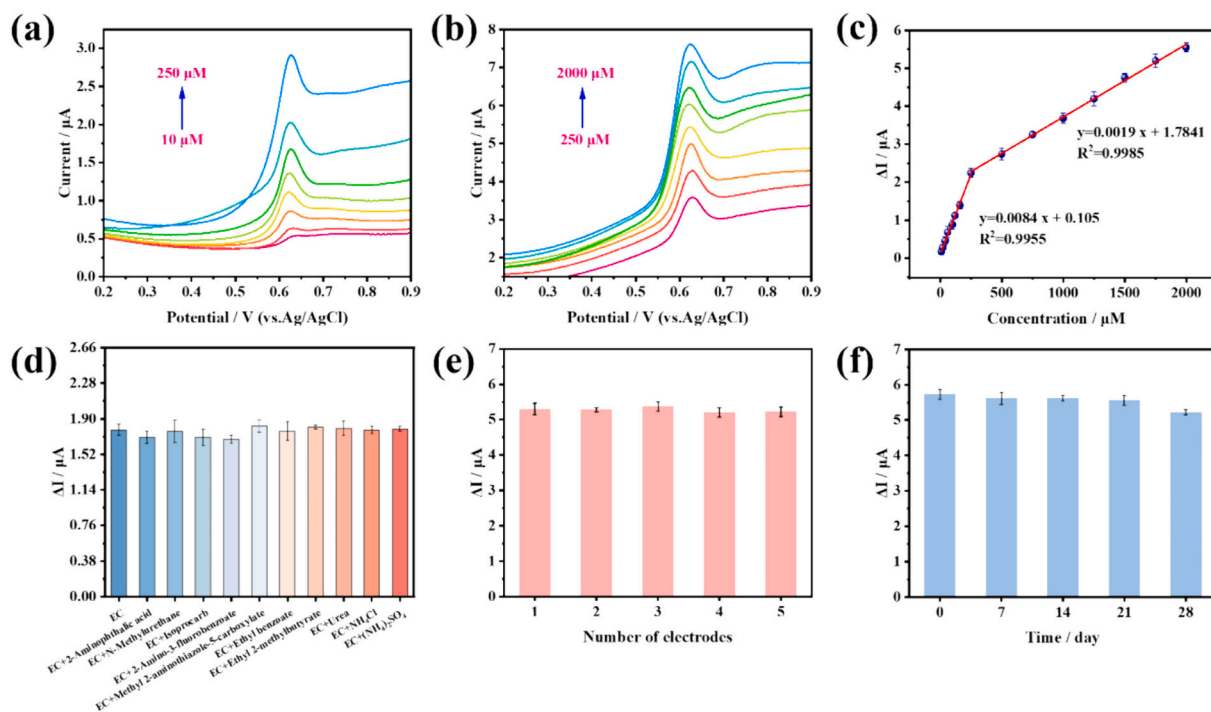 (a)
3.0
2.5
2.0
1.5
1.0
0.5
0.0
Current / μA
250 μM
10 μM
0.2 0.3 0.4 0.5 0.6 0.7 0.8 0.9
Potential / V (vs.Ag/AgCl)
(b)
8
7
6
5
4
3
2
Current / μA
2000 μM
250 μM
0.2 0.3 0.4 0.5 0.6 0.7 0.8 0.9
Potential / V (vs.Ag/AgCl)
(c)
6
5
4
3
2
1
0
ΔI / μA
y=0.0019 x + 1.7841
R²=0.9985
y=0.0084 x + 0.105
R²=0.9955
0 500 1000 1500 2000
Concentration / μM
(d)
2.66
2.28
1.90
1.52
1.14
0.76
0.38
0.00
ΔI / μA
EC
EC+2-Aminophthalic acid
EC+N-Methylurethane
EC+Isoprocarb
EC+2-Amino-3-fluorobenzoate
EC+Methyl 2-aminothiazole-5-carboxylate
EC+Ethyl benzoate
EC+Ethyl 2-methylbutyrate
EC+Urea
EC+NH₄Cl
EC+(NH₄)₂SO₄
(e)
7
6
5
4
3
2
1
0
ΔI / μA
1 2 3 4 5
Number of electrodes
(f)
7
6
5
4
3
2
1
0
ΔI / μA
0 7 14 21 28
Time / day